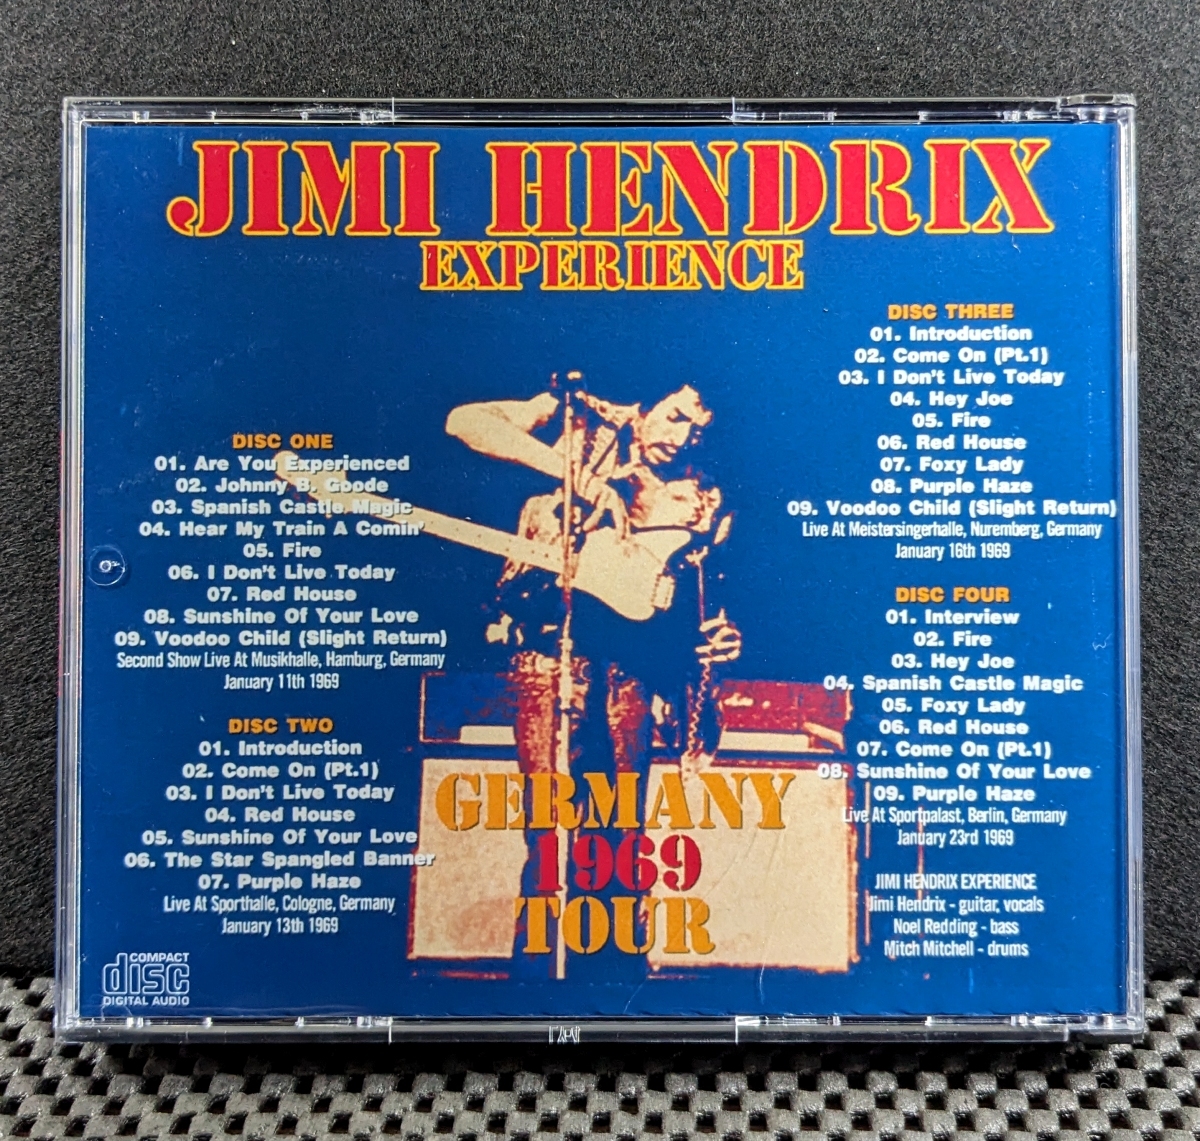 JIMI HENDRIX
EXPERIENCE
DISC ONE
01. Are You Experienced
02. Johnny B. Goode
03. Spanish Castle Magic
04. Hear My Train A Comin'
05. Fire
06. I Don't Live Today
07. Red House
08. Sunshine Of Your Love
09. Voodoo Child (Slight Return)
Second Show Live At Musikhalle, Hamburg, Germany
January 11th 1969
DISC TWO
01. Introduction
02. Come On (Pt.1)
03. I Don't Live Today
04. Red House
05. Sunshine Of Your Love
06. The Star Spangled Banner
07. Purple Haze
Live At Sporthalle, Cologne, Germany
January 13th 1969
DISC THREE
01. Introduction
02. Come On (Pt.1)
03. I Don't Live Today
04. Hey Joe
05. Fire
06. Red House
07. Foxy Lady
08. Purple Haze
09. Voodoo Child (Slight Return)
Live At Meistersingerhalle, Nuremberg, Germany
January 16th 1969
DISC FOUR
01. Interview
02. Fire
03. Hey Joe
04. Spanish Castle Magic
05. Foxy Lady
06. Red House
07. Come On (Pt.1)
08. Sunshine Of Your Love
09. Purple Haze
Live At Sportpalast, Berlin, Germany
January 23rd 1969
JIMI HENDRIX EXPERIENCE
Jimi Hendrix - guitar, vocals
Noel Redding - bass
Mitch Mitchell - drums
GERMANY
1969
TOUR
COMPACT
disc
DIGITAL AUDIO